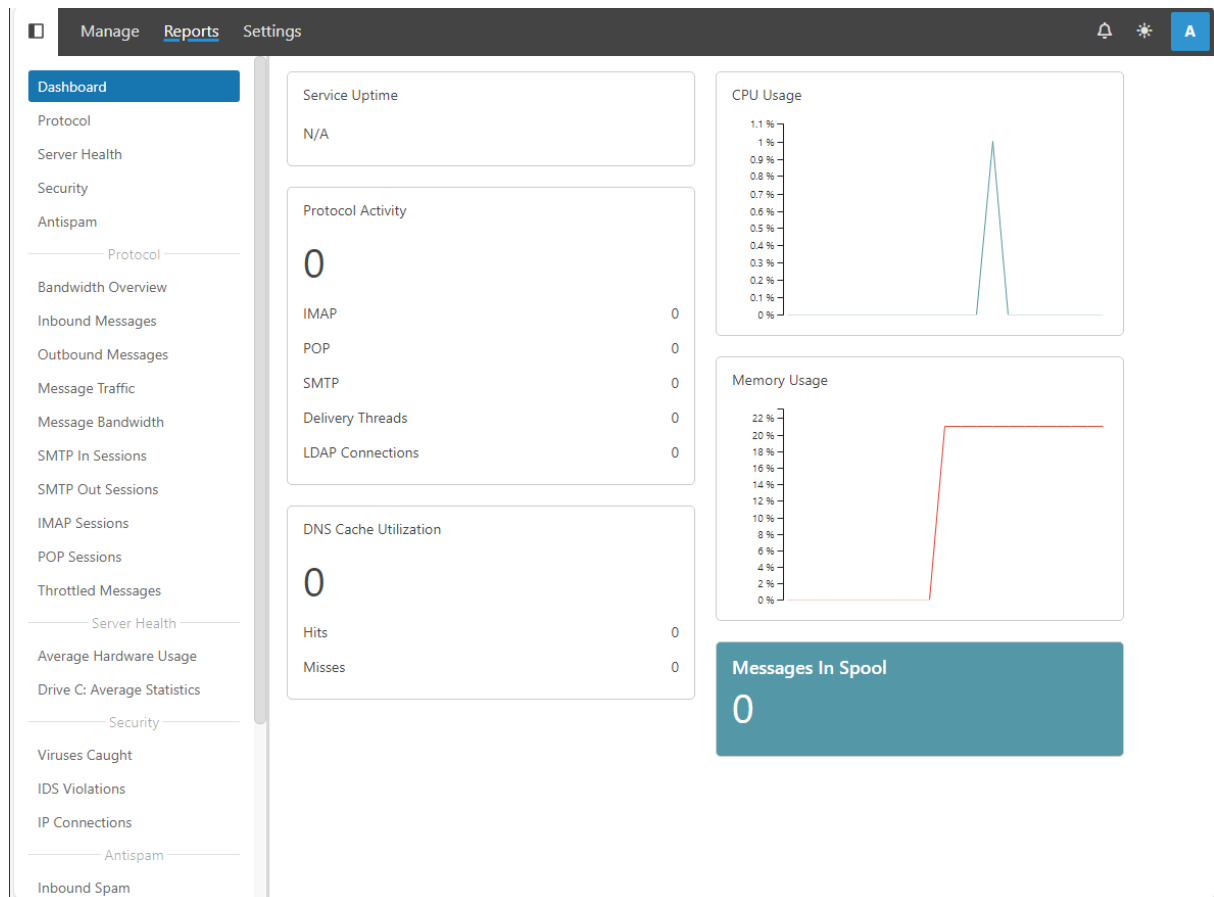 Manage Reports Settings A
Dashboard
Protocol
Server Health
Security
Antispam
Protocol
Bandwidth Overview
Inbound Messages
Outbound Messages
Message Traffic
Message Bandwidth
SMTP In Sessions
SMTP Out Sessions
IMAP Sessions
POP Sessions
Throttled Messages
Server Health
Average Hardware Usage
Drive C: Average Statistics
Security
Viruses Caught
IDS Violations
IP Connections
Antispam
Inbound Spam
Service Uptime
N/A
Protocol Activity
0
IMAP 0
POP 0
SMTP 0
Delivery Threads 0
LDAP Connections 0
DNS Cache Utilization
0
Hits 0
Misses 0
CPU Usage
1.1 %
1 %
0.9 %
0.8 %
0.7 %
0.6 %
0.5 %
0.4 %
0.3 %
0.2 %
0.1 %
0 %
Memory Usage
22 %
20 %
18 %
16 %
14 %
12 %
10 %
8 %
6 %
4 %
2 %
0 %
Messages In Spool
0